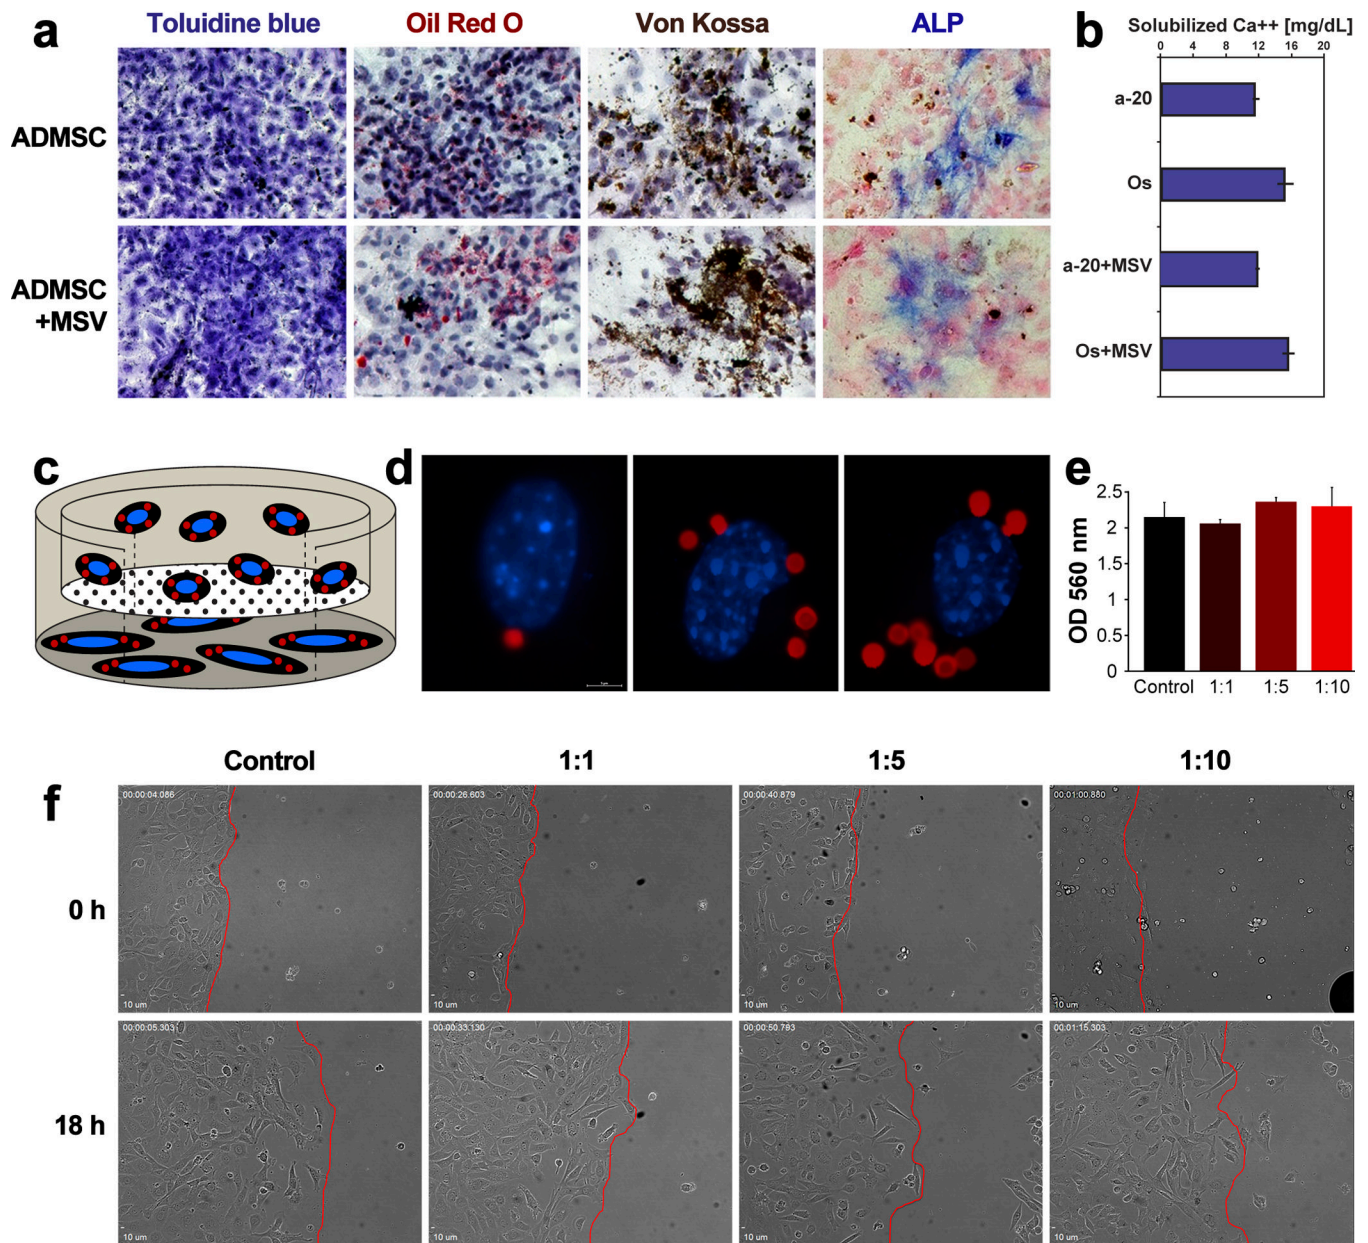 a
Toluidine blue
Oil Red O
Von Kossa
ALP
ADMSC
ADMSC
+MSV
b
Solubilized Ca++ [mg/dL]
0 4 8 12 16 20
a-20
Os
a-20+MSV
Os+MSV
c
d
e
OD 560 nm
2.5
2
1.5
1
0.5
0
Control 1:1 1:5 1:10
f
Control 1:1 1:5 1:10
0 h
00:00:04.086
10 um
00:00:26.603
10 um
00:00:40.879
10 um
00:01:00.880
10 um
18 h
00:00:05.303
10 um
00:00:33.130
10 um
00:00:50.793
10 um
00:01:15.303
10 um